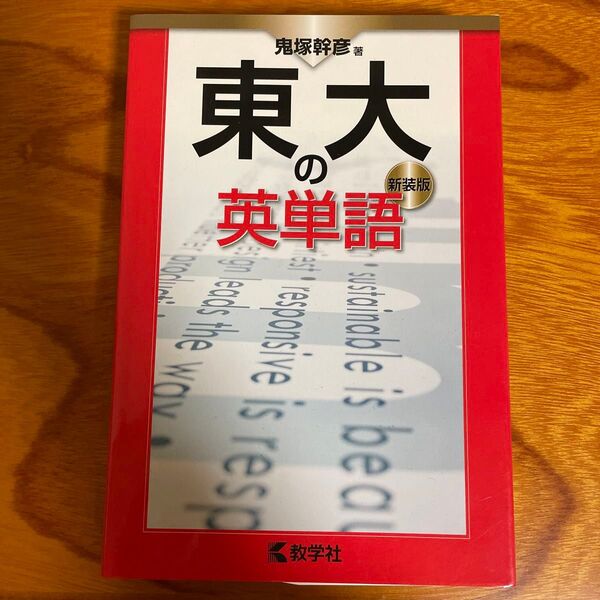 鬼塚幹彦 著
東大
の
新装版
英単語
sustainable is beau
responsive is resp
design leads the way
教学社